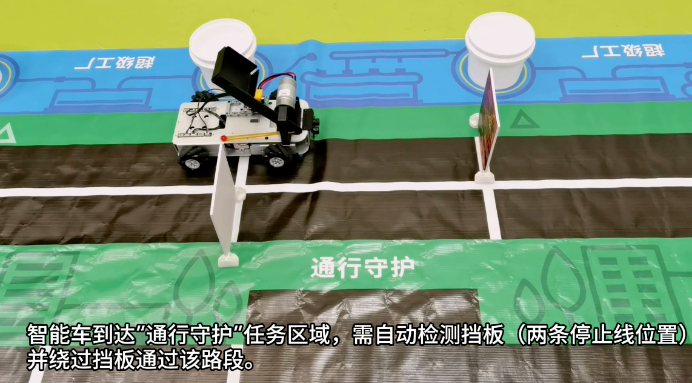 超级工厂
超级工厂
通行守护
智能车到达”通行守护”任务区域，需自动检测挡板（两条停止线位置）
并绕过挡板通过该路段。